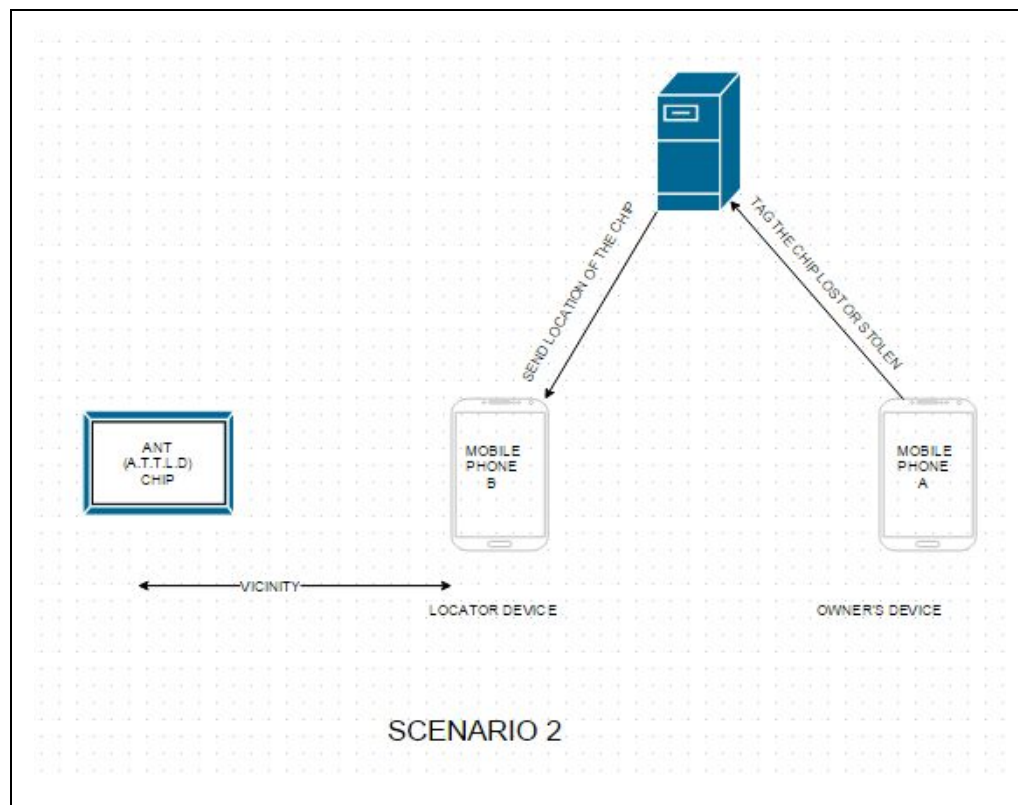 SEND LOCATION OF THE CHIP
TAG THE CHIP LOST OR STOLEN
ANT
(A.T.T.L.D)
CHIP
MOBILE
PHONE
B
MOBILE
PHONE
A
VICINITY
LOCATOR DEVICE
OWNER'S DEVICE
SCENARIO 2